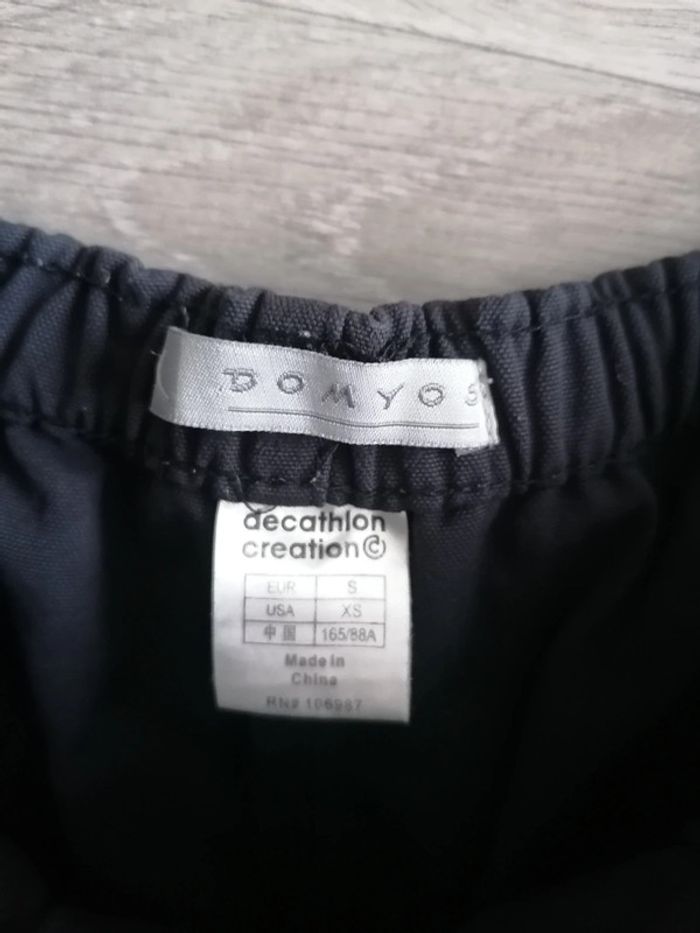 DOMYOS
decathlon
creation©
EUR S
USA XS
中国 165/88A
Made in
China
RN# 106987